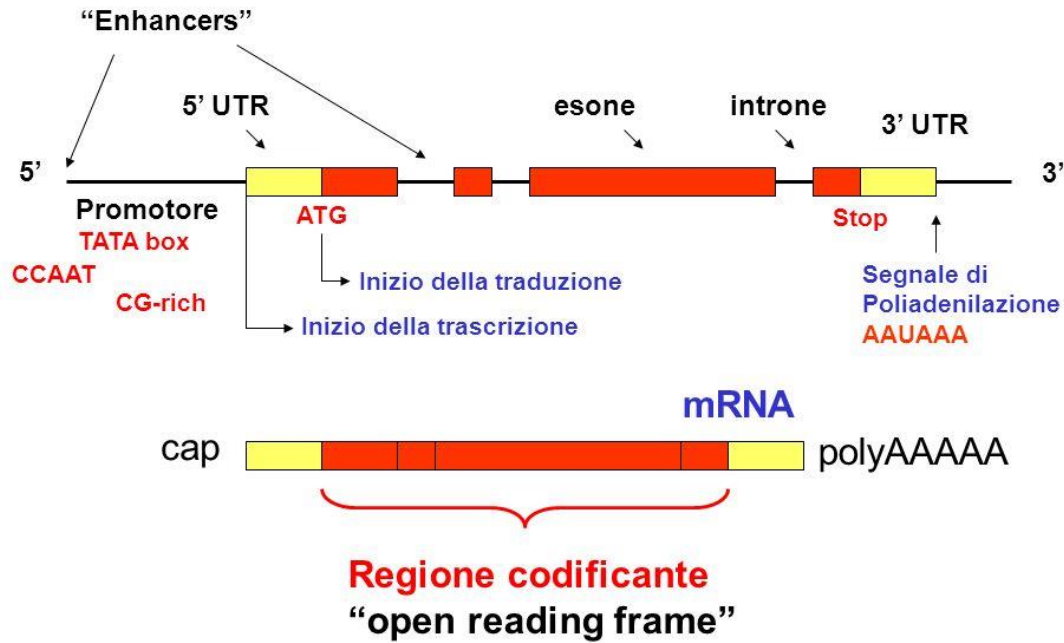 “Enhancers”
5’ UTR
esone
introne
3’ UTR
5’
3’
Promotore
TATA box
CCAAT
CG-rich
ATG
Stop
Inizio della traduzione
Inizio della trascrizione
Segnale di
Poliadenilazione
AAUAAA
mRNA
cap
polyAAAAA
Regione codificante
“open reading frame”